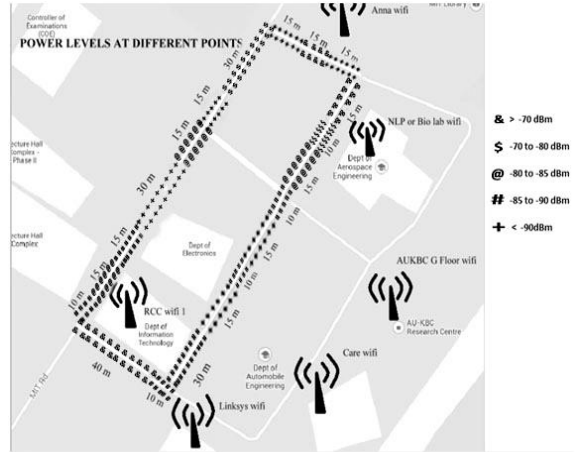 Controller of
Examinations
(COE)
Anna wifi
MIT Library
POWER LEVELS AT DIFFERENT POINTS
15 m
15 m
15 m
30 m
15 m
15 m
NLP or Bio lab wifi
15 m
10 m
Dept of
Aerospace
Engineering
ecture Hall
omplex -
Phase II
15 m
15 m
30 m
10 m
15 m
ecture Hall
omplex
15 m
Dept of
Electronics
10 m
AUKBC G Floor wifi
15 m
10 m
10 m
RCC wifi 1
15 m
Dept of
Information
Technology
AU-KBC
Research Centre
Care wifi
MIT Rd
40 m
30 m
Dept of
Automobile
Engineering
10 m
Linksys wifi
& > -70 dBm
$ -70 to -80 dBm
@ -80 to -85 dBm
# -85 to -90 dBm
+ < -90dBm